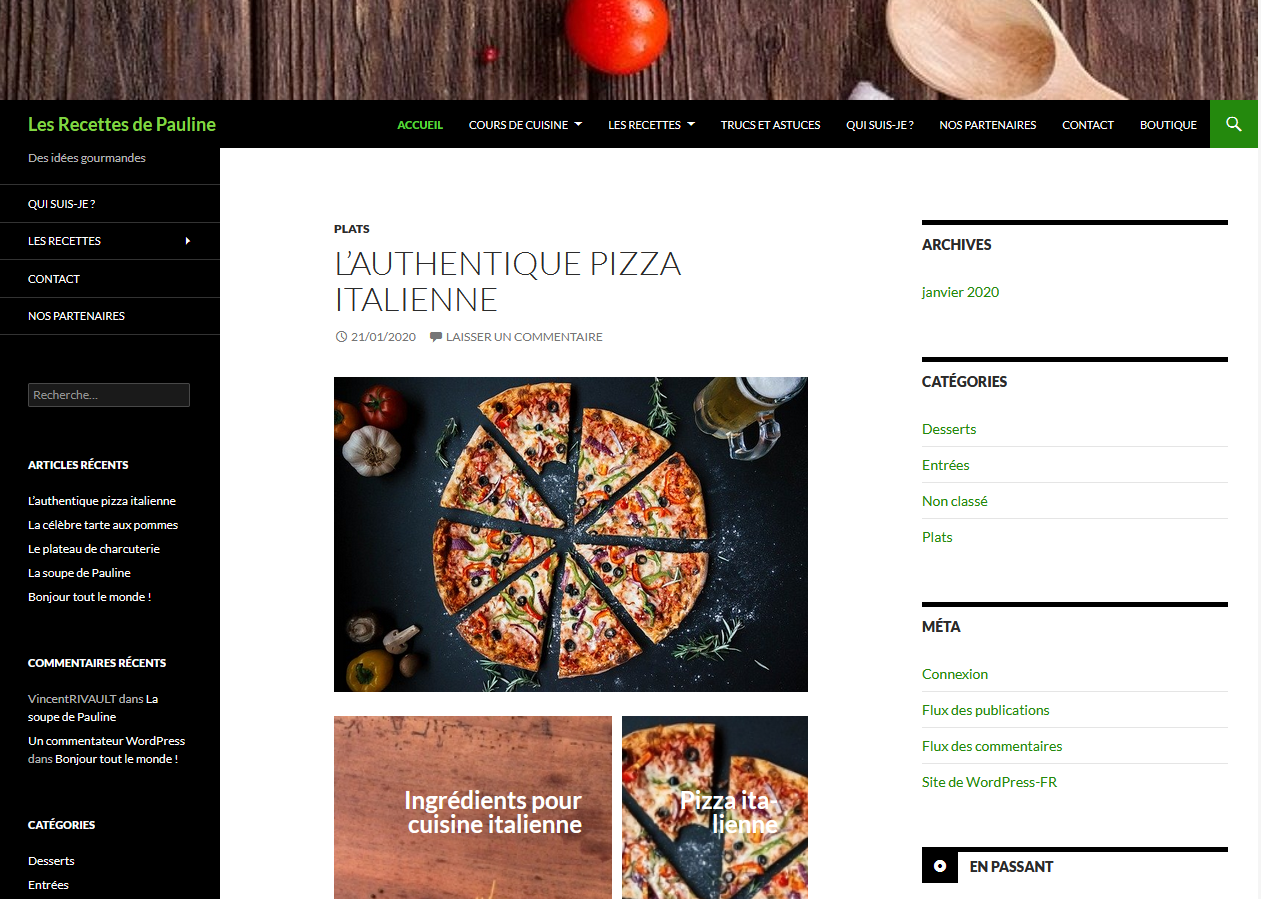 Les Recettes de Pauline
ACCUEIL
COURS DE CUISINE
LES RECETTES
TRUCS ET ASTUCES
QUI SUIS-JE ?
NOS PARTENAIRES
CONTACT
BOUTIQUE
Des idées gourmandes
QUI SUIS-JE ?
LES RECETTES
CONTACT
NOS PARTENAIRES
Recherche…
ARTICLES RÉCENTS
L'authentique pizza italienne
La célèbre tarte aux pommes
Le plateau de charcuterie
La soupe de Pauline
Bonjour tout le monde !
COMMENTAIRES RÉCENTS
VincentRIVAULT dans La
soupe de Pauline
Un commentateur WordPress
dans Bonjour tout le monde !
CATÉGORIES
Desserts
Entrées
PLATS
L'AUTHENTIQUE PIZZA
ITALIENNE
21/01/2020
LAISSER UN COMMENTAIRE
Ingrédients pour
cuisine italienne
Pizza ita-
lienne
ARCHIVES
janvier 2020
CATÉGORIES
Desserts
Entrées
Non classé
Plats
MÉTA
Connexion
Flux des publications
Flux des commentaires
Site de WordPress-FR
EN PASSANT